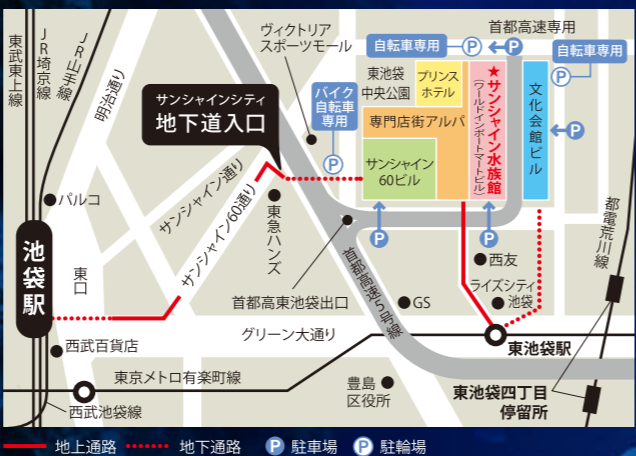 首都高速専用
ヴィクトリア
スポーツモール
自転車専用
P
P
自転車専用
P
東武東上線
JR埼京線
JR山手線
明治通り
サンシャインシティ
地下道入口
バイク
自転車
専用
P
東池袋
中央公園
プリンス
ホテル
専門店街アルパ
サンシャイン
60ビル
★サンシャイン水族館
(ワールドインポートマートビル)
文化会館ビル
P
パルコ
サンシャイン通り
サンシャイン60通り
東急ハンズ
P
P
都電荒川線
池袋駅
東口
首都高東池袋出口
首都高速5号線
西友
ライズシティ
池袋
GS
グリーン大通り
東池袋駅
西武百貨店
東京メトロ有楽町線
豊島
区役所
東池袋四丁目
停留所
西武池袋線
地上通路
地下通路
P 駐車場
P 駐輪場